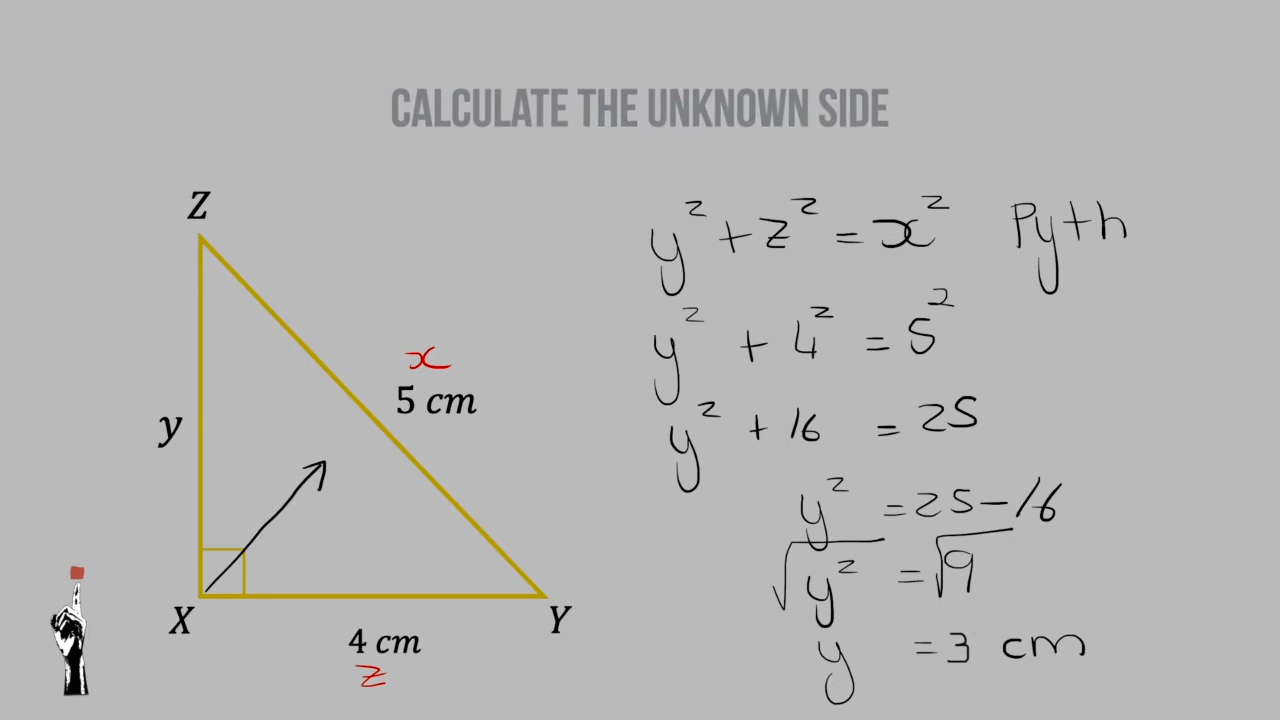 CALCULATE THE UNKNOWN SIDE
Z
y
x
5 cm
X
Y
4 cm
z
y² + z² = x² Pyth
y² + 4² = 5²
y² + 16 = 25
y² = 25 - 16
√y² = √9
y = 3 cm